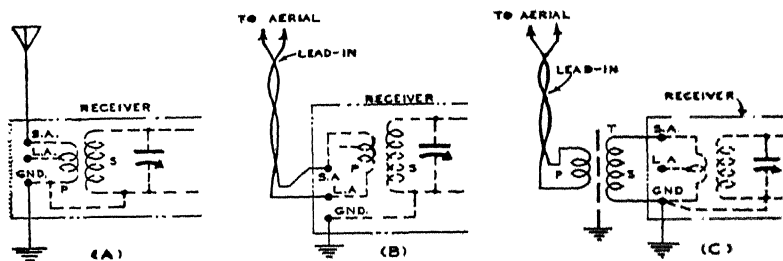 TO AERIAL
LEAD-IN
RECEIVER
S.A.
L.A.
GND.
P
S
(A)
RECEIVER
S.A
L.A
GND.
P
S
(B)
TO AERIAL
LEAD-IN
RECEIVER
T
P
S
S.A.
L.A
GND
(C)